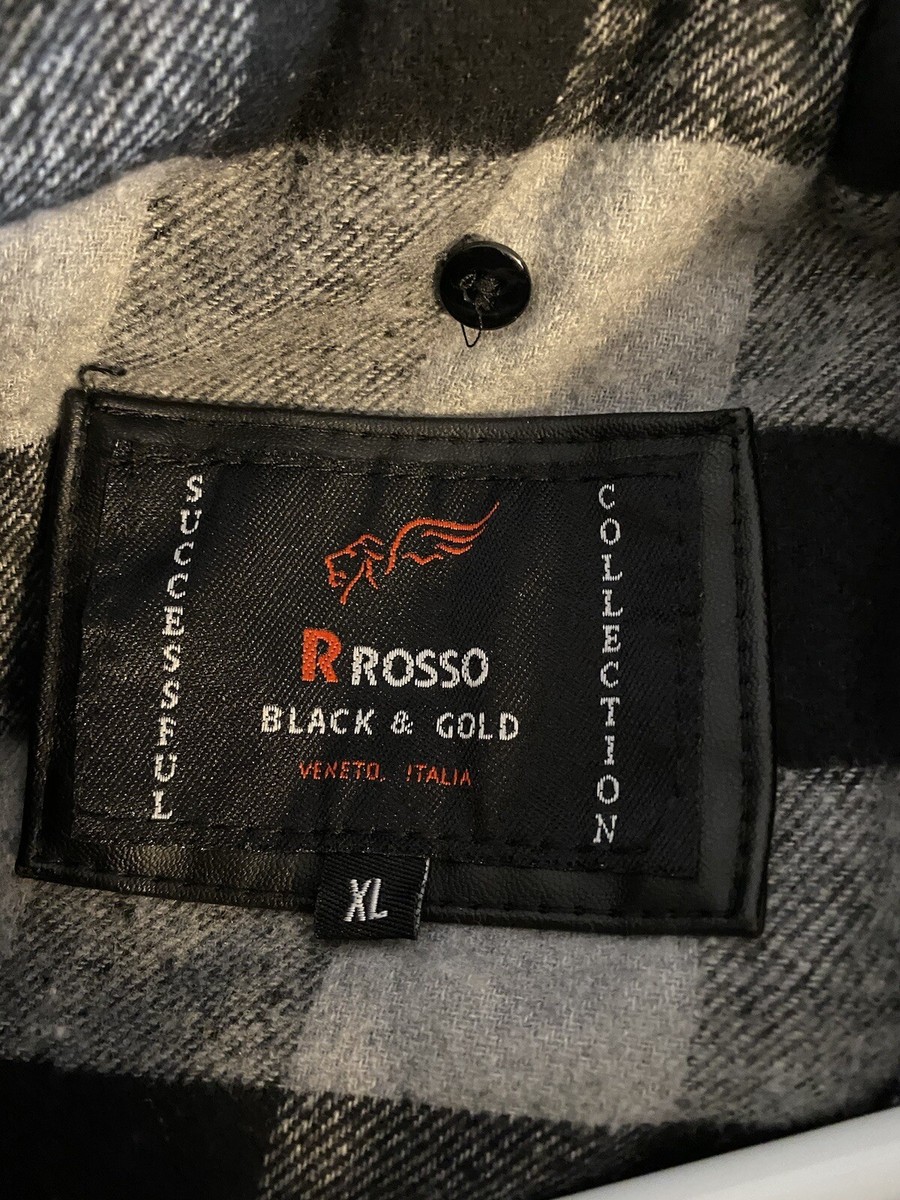 SUCCESSFUL
R ROSSO
BLACK & GOLD
VENETO. ITALIA
COLLECTION
XL